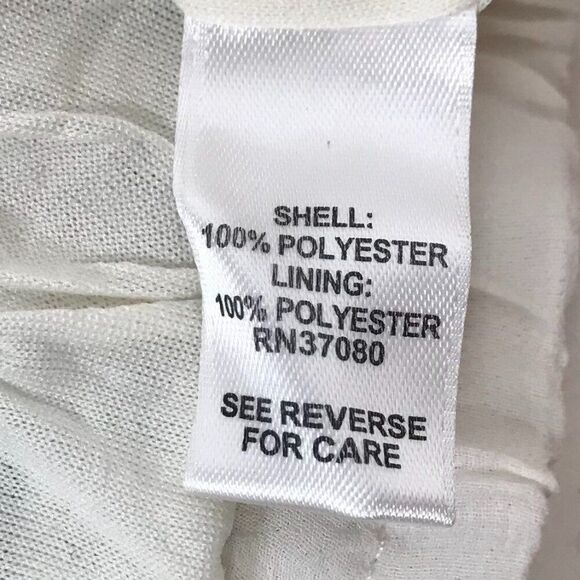 SHELL:
100% POLYESTER
LINING:
100% POLYESTER
RN37080
SEE REVERSE
FOR CARE